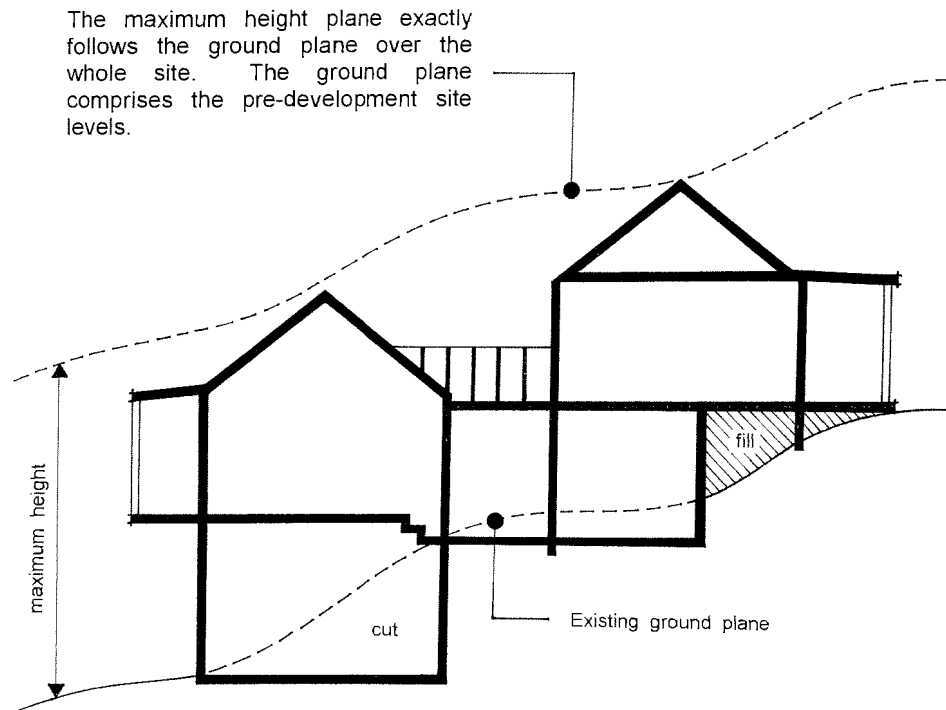 The maximum height plane exactly
follows the ground plane over the
whole site. The ground plane
comprises the pre-development site
levels.
fill
maximum height
cut
Existing ground plane